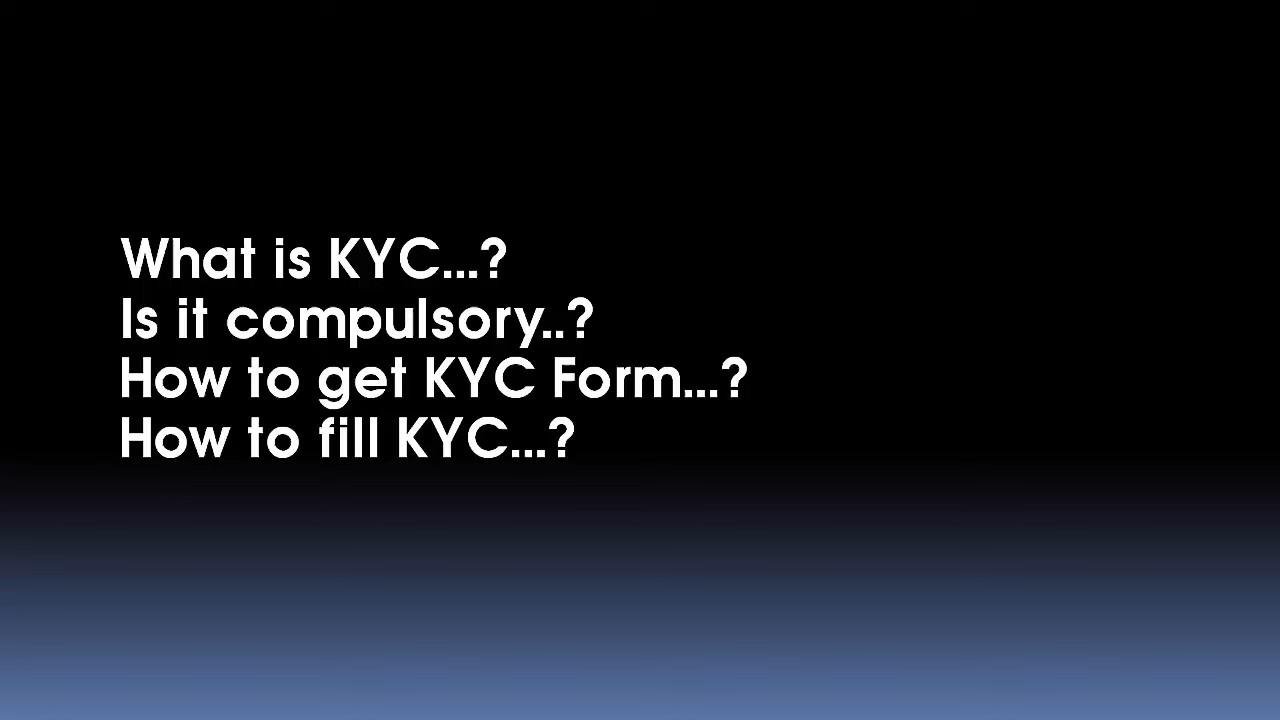 What is KYC...?
Is it compulsory..?
How to get KYC Form...?
How to fill KYC...?